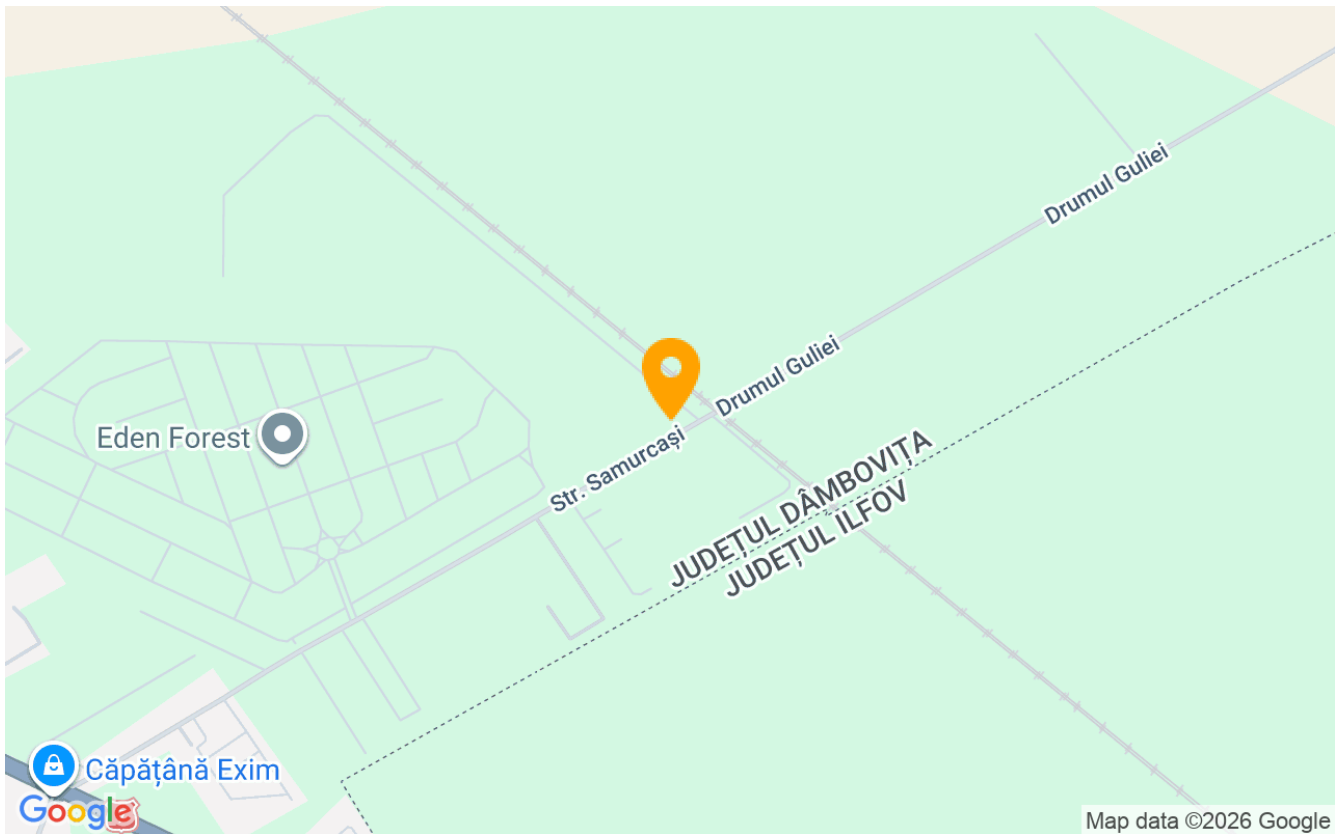 Drumul Guliei
Drumul Guliei
Eden Forest
Str. Samurcași
JUDEȚUL DÂMBOVIȚA
JUDEȚUL ILFOV
Căpățână Exim
Google
Map data ©2026 Google